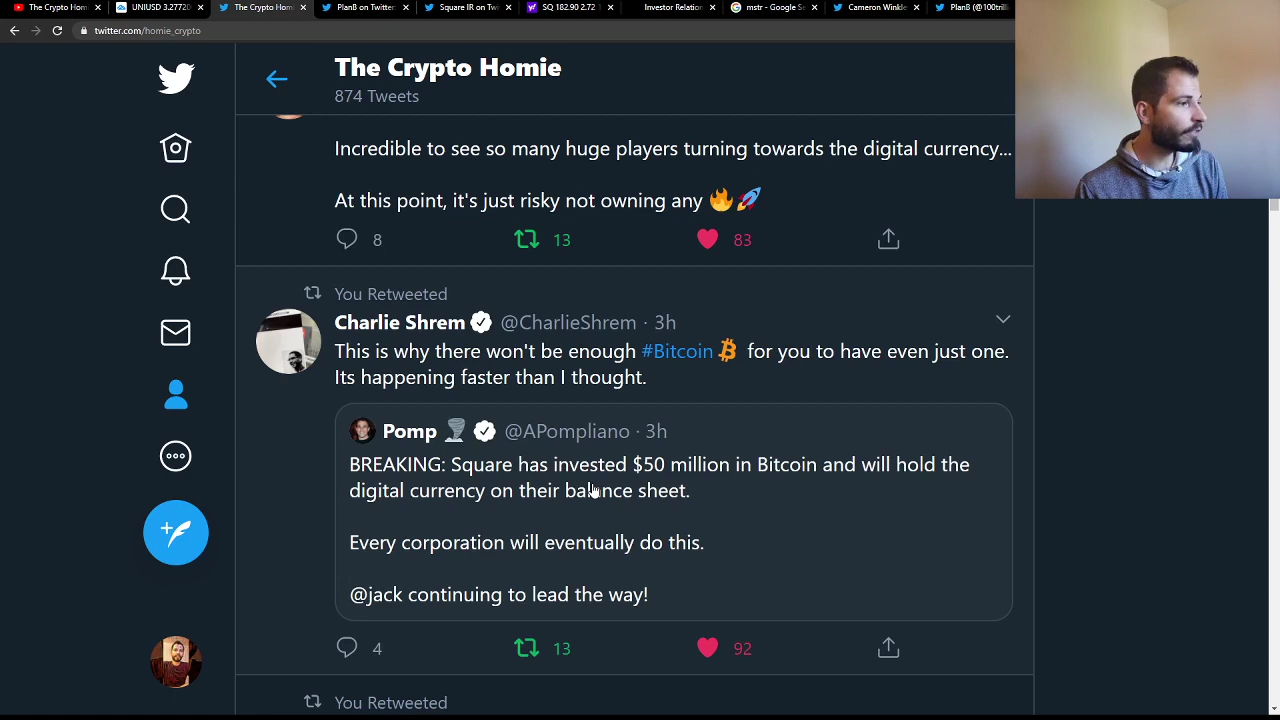 The Crypto Hom
UNIUSD 3.2772
The Crypto Homi
PlanB on Twitter:
Square IR on Twi
SQ 182.90 2.72
Investor Relation
mstr - Google Se
Cameron Winkle
PlanB (@100trill
twitter.com/homie_crypto
The Crypto Homie
874 Tweets
Incredible to see so many huge players turning towards the digital currency...
At this point, it's just risky not owning any 🔥🚀
8 13 83
You Retweeted
Charlie Shrem @CharlieShrem · 3h
This is why there won't be enough #Bitcoin for you to have even just one.
Its happening faster than I thought.
Pomp 🌪 @APompliano · 3h
BREAKING: Square has invested $50 million in Bitcoin and will hold the
digital currency on their balance sheet.
Every corporation will eventually do this.
@jack continuing to lead the way!
4 13 92
You Retweeted